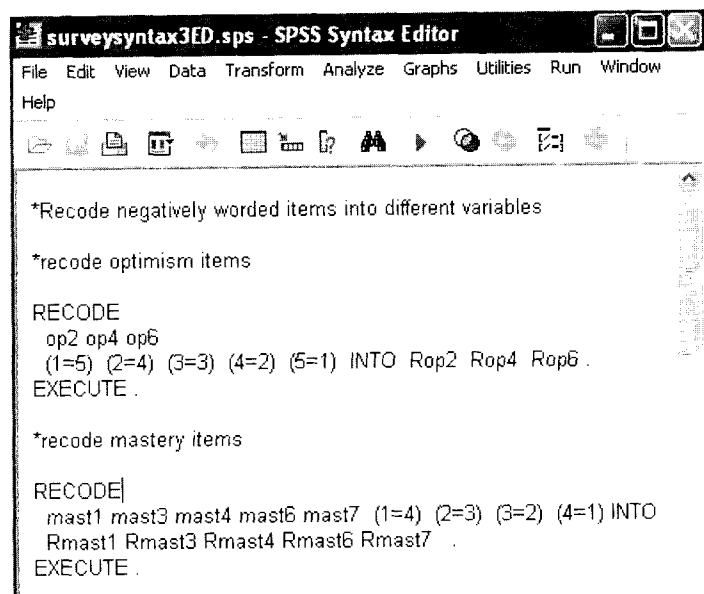 surveysyntax3ED.sps - SPSS Syntax Editor
File Edit View Data Transform Analyze Graphs Utilities Run Window
Help
*Recode negatively worded items into different variables
*recode optimism items
RECODE
op2 op4 op6
(1=5) (2=4) (3=3) (4=2) (5=1) INTO Rop2 Rop4 Rop6 .
EXECUTE .
*recode mastery items
RECODE
mast1 mast3 mast4 mast6 mast7 (1=4) (2=3) (3=2) (4=1) INTO
Rmast1 Rmast3 Rmast4 Rmast6 Rmast7 .
EXECUTE .